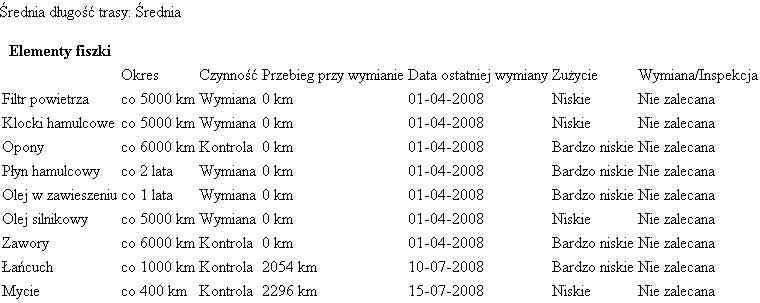 Średnia długość trasy: Średnia
Elementy fiszki
Okres Czynność Przebieg przy wymianie Data ostatniej wymiany Zużycie Wymiana/Inspekcja
Filtr powietrza co 5000 km Wymiana 0 km 01-04-2008 Niskie Nie zalecana
Klocki hamulcowe co 5000 km Wymiana 0 km 01-04-2008 Niskie Nie zalecana
Opony co 6000 km Kontrola 0 km 01-04-2008 Bardzo niskie Nie zalecana
Płyn hamulcowy co 2 lata Wymiana 0 km 01-04-2008 Bardzo niskie Nie zalecana
Olej w zawieszeniu co 1 lata Wymiana 0 km 01-04-2008 Bardzo niskie Nie zalecana
Olej silnikowy co 5000 km Wymiana 0 km 01-04-2008 Niskie Nie zalecana
Zawory co 6000 km Kontrola 0 km 01-04-2008 Bardzo niskie Nie zalecana
Łańcuch co 1000 km Kontrola 2054 km 10-07-2008 Bardzo niskie Nie zalecana
Mycie co 400 km Kontrola 2296 km 15-07-2008 Niskie Nie zalecana